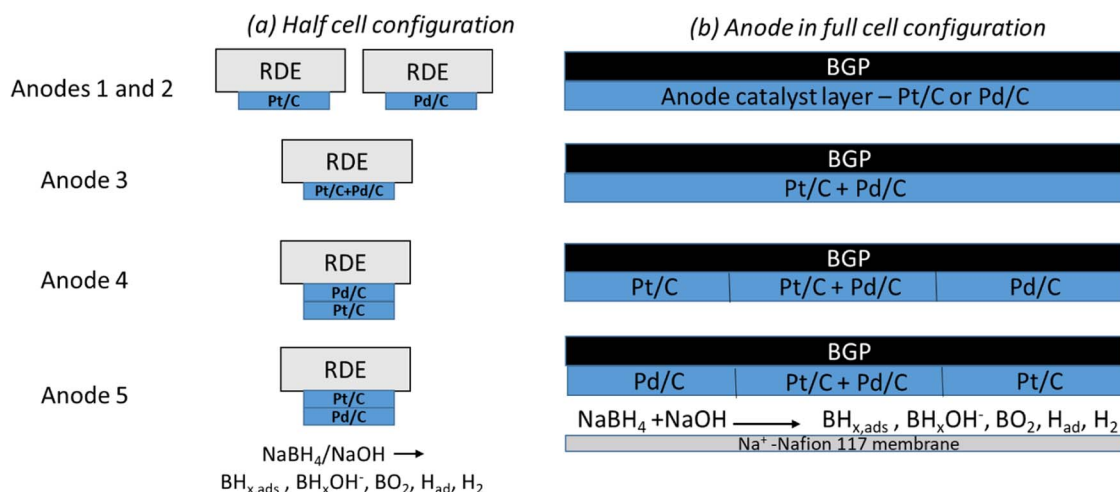 (a) Half cell configuration
(b) Anode in full cell configuration
Anodes 1 and 2
RDE
Pt/C
RDE
Pd/C
BGP
Anode catalyst layer – Pt/C or Pd/C
Anode 3
RDE
Pt/C+Pd/C
BGP
Pt/C + Pd/C
Anode 4
RDE
Pd/C
Pt/C
BGP
Pt/C Pt/C + Pd/C Pd/C
Anode 5
RDE
Pt/C
Pd/C
BGP
Pd/C Pt/C + Pd/C Pt/C
NaBH₄/NaOH →
BHₓ,ads , BHₓOH⁻, BO₂, Had, H₂
NaBH₄ +NaOH → BHₓ,ads , BHₓOH⁻, BO₂, Had, H₂
Na⁺ -Nafion 117 membrane